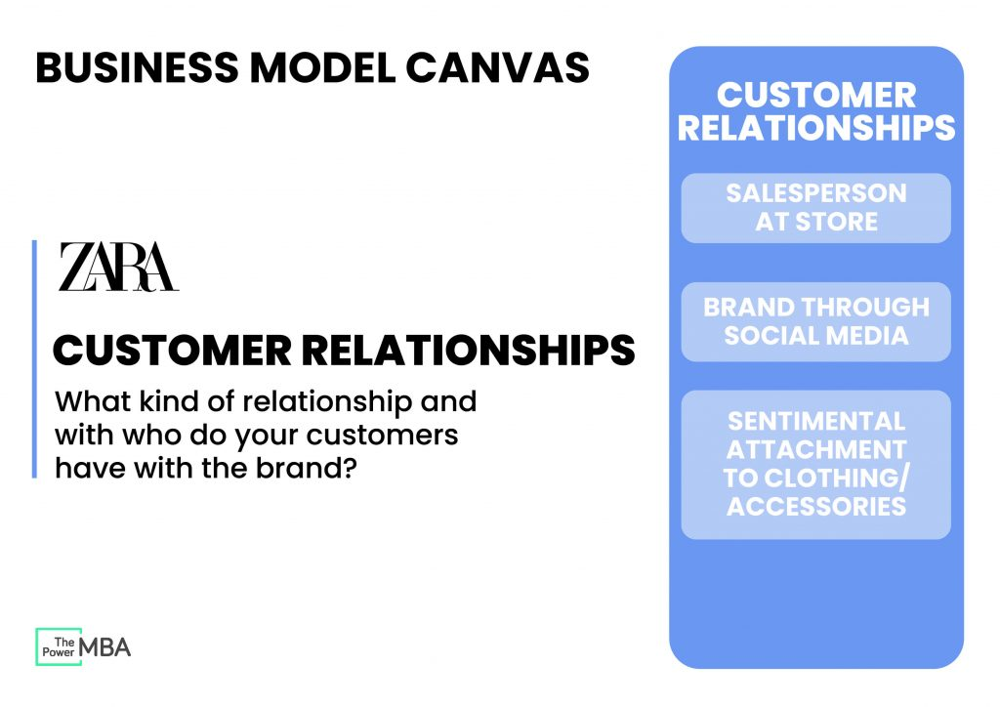 BUSINESS MODEL CANVAS
ZARA
CUSTOMER RELATIONSHIPS
What kind of relationship and
with who do your customers
have with the brand?
The
Power MBA
CUSTOMER
RELATIONSHIPS
SALESPERSON
AT STORE
BRAND THROUGH
SOCIAL MEDIA
SENTIMENTAL
ATTACHMENT
TO CLOTHING/
ACCESSORIES